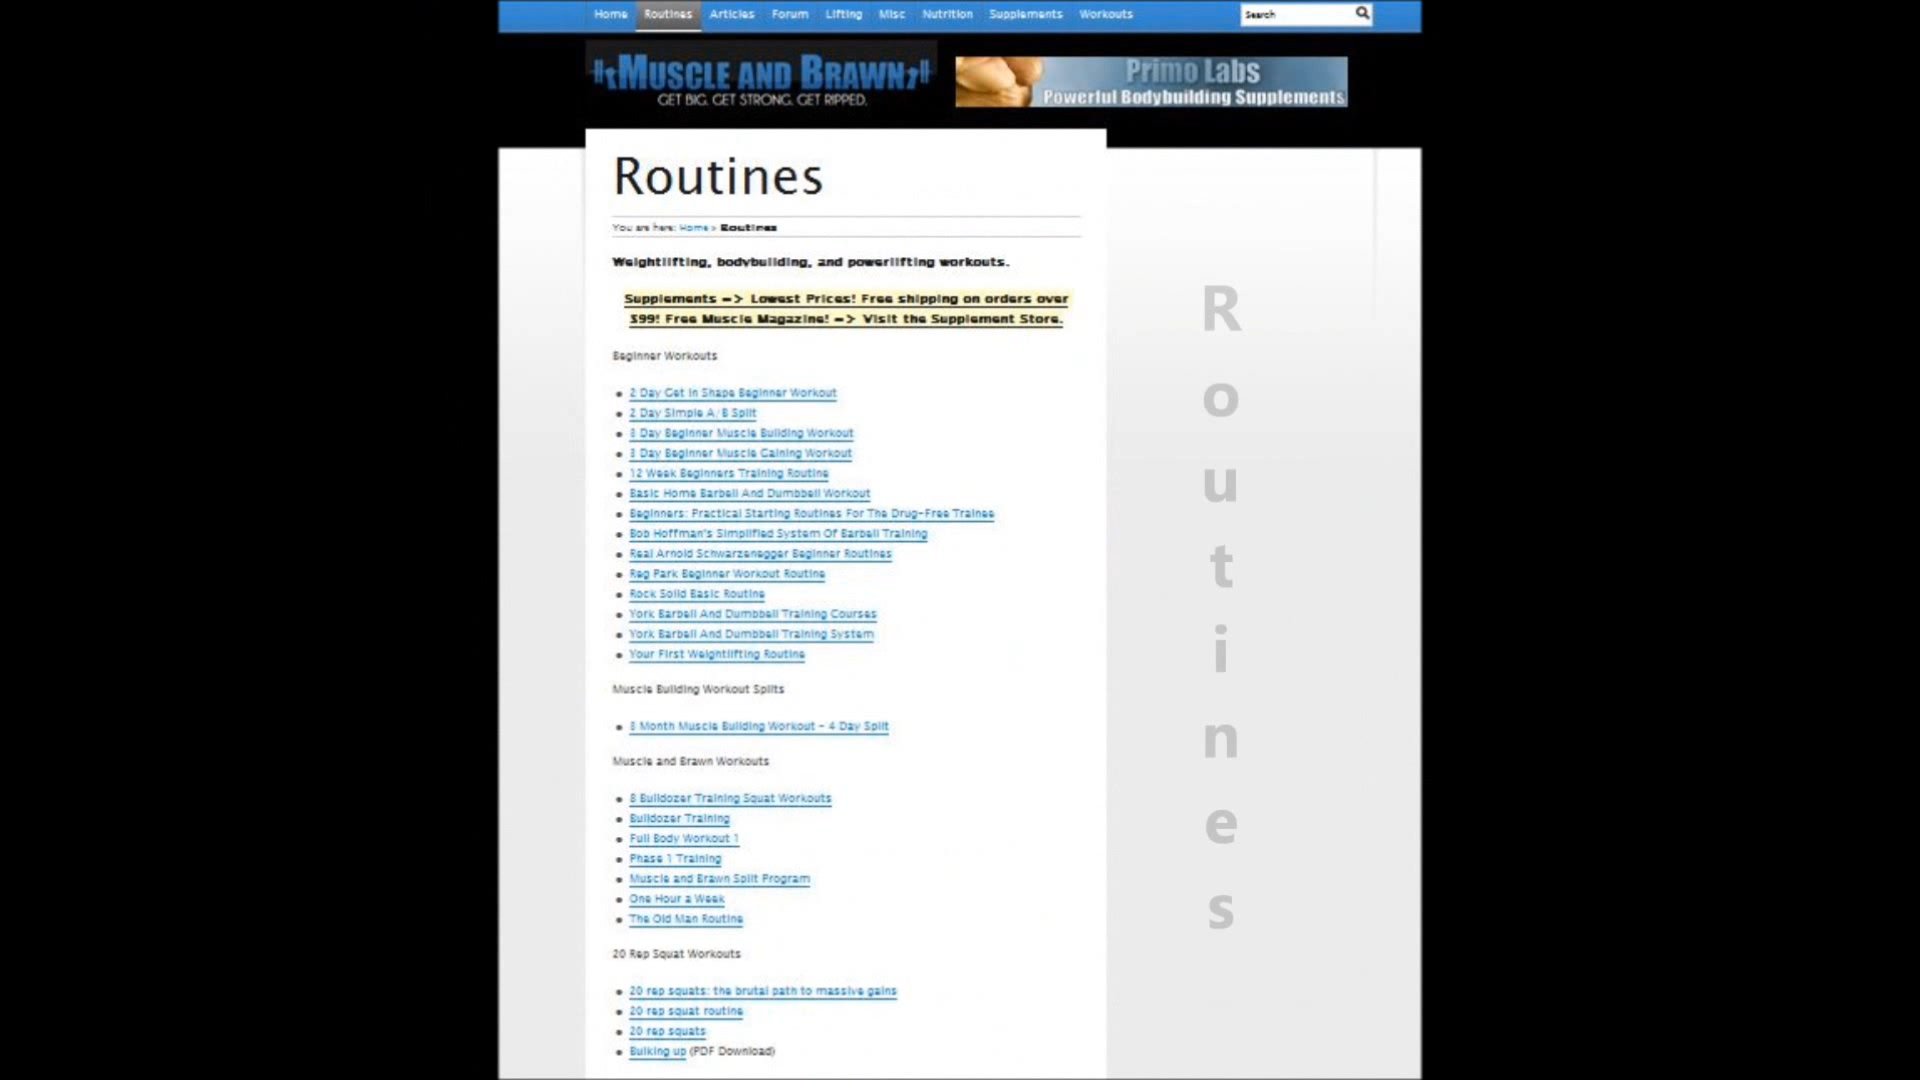 Home Routines Articles Forum Lifting Misc Nutrition Supplements Workouts Search
MUSCLE AND BRAWN
GET BIG. GET STRONG. GET RIPPED.
Primo Labs
Powerful Bodybuilding Supplements
Routines
You are here: Home > Routines
Weightlifting, bodybuilding, and powerlifting workouts.
Supplements => Lowest Prices! Free shipping on orders over
$99! Free Muscle Magazine! => Visit the Supplement Store.
Beginner Workouts
2 Day Get In Shape Beginner Workout
2 Day Simple A/B Split
3 Day Beginner Muscle Building Workout
3 Day Beginner Muscle Gaining Workout
12 Week Beginners Training Routine
Basic Home Barbell And Dumbbell Workout
Beginners: Practical Starting Routines For The Drug-Free Trainee
Bob Hoffman's Simplified System Of Barbell Training
Real Arnold Schwarzenegger Beginner Routines
Reg Park Beginner Workout Routine
Rock Solid Basic Routine
York Barbell And Dumbbell Training Courses
York Barbell And Dumbbell Training System
Your First Weightlifting Routine
Muscle Building Workout Splits
Month Muscle Building Workout - 4 Day Split
Muscle and Brawn Workouts
Bulldozer Training Squat Workouts
Bulldozer Training
Full Body Workout 1
Phase 1 Training
Muscle and Brawn Split Program
One Hour a Week
The Old Man Routine
20 Rep Squat Workouts
20 rep squats: the brutal path to massive gains
20 rep squat routine
20 rep squats
Bulking up (PDF Download)
R
o
u
t
i
n
e
s